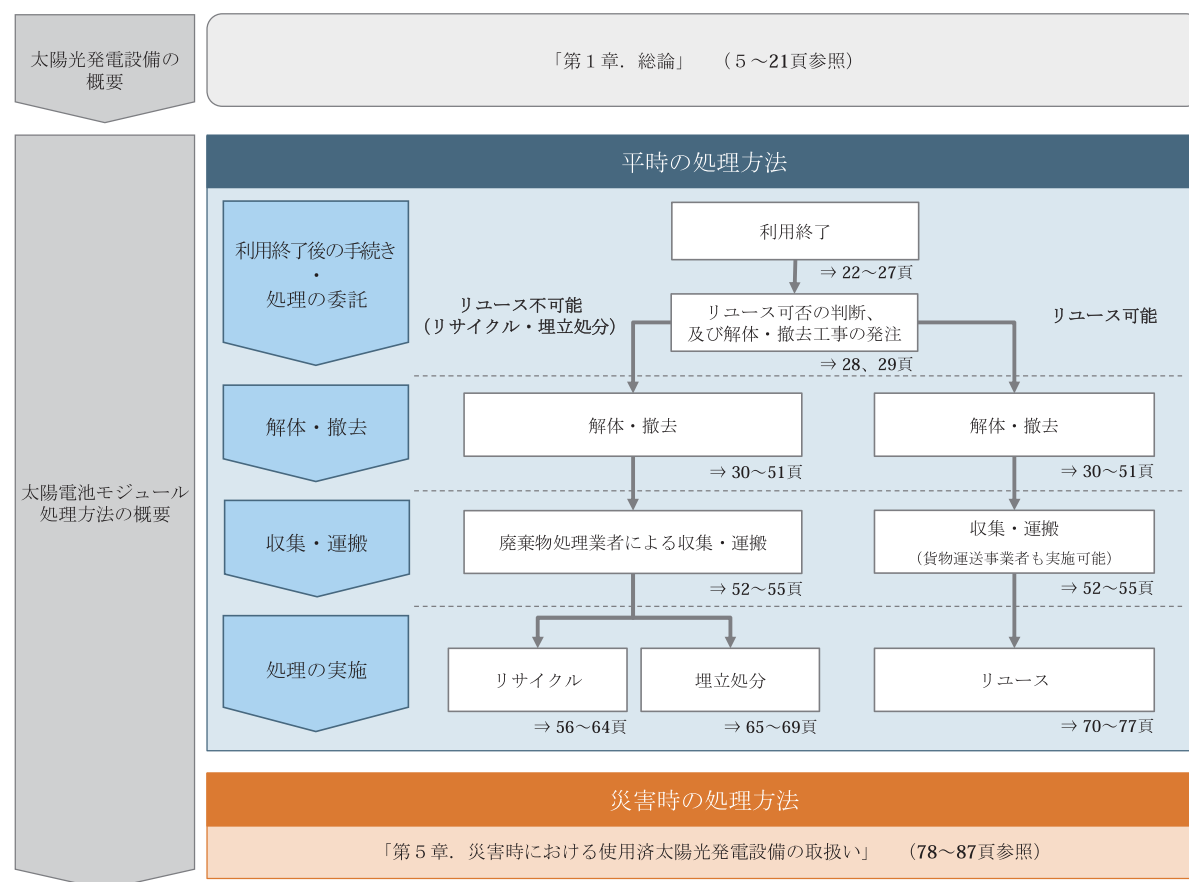 太陽光発電設備の
概要
「第１章．総論」　（５～21頁参照）
太陽電池モジュール
処理方法の概要
平時の処理方法
利用終了後の手続き
・
処理の委託
利用終了
⇒ 22～27頁
リユース不可能
（リサイクル・埋立処分）
リユース可否の判断、
及び解体・撤去工事の発注
リユース可能
⇒ 28、29頁
解体・撤去
解体・撤去
解体・撤去
⇒ 30～51頁
⇒ 30～51頁
収集・運搬
廃棄物処理業者による収集・運搬
収集・運搬
（貨物運送事業者も実施可能）
⇒ 52～55頁
⇒ 52～55頁
処理の実施
リサイクル
埋立処分
リユース
⇒ 56～64頁
⇒ 65～69頁
⇒ 70～77頁
災害時の処理方法
「第５章．災害時における使用済太陽光発電設備の取扱い」　（78～87頁参照）